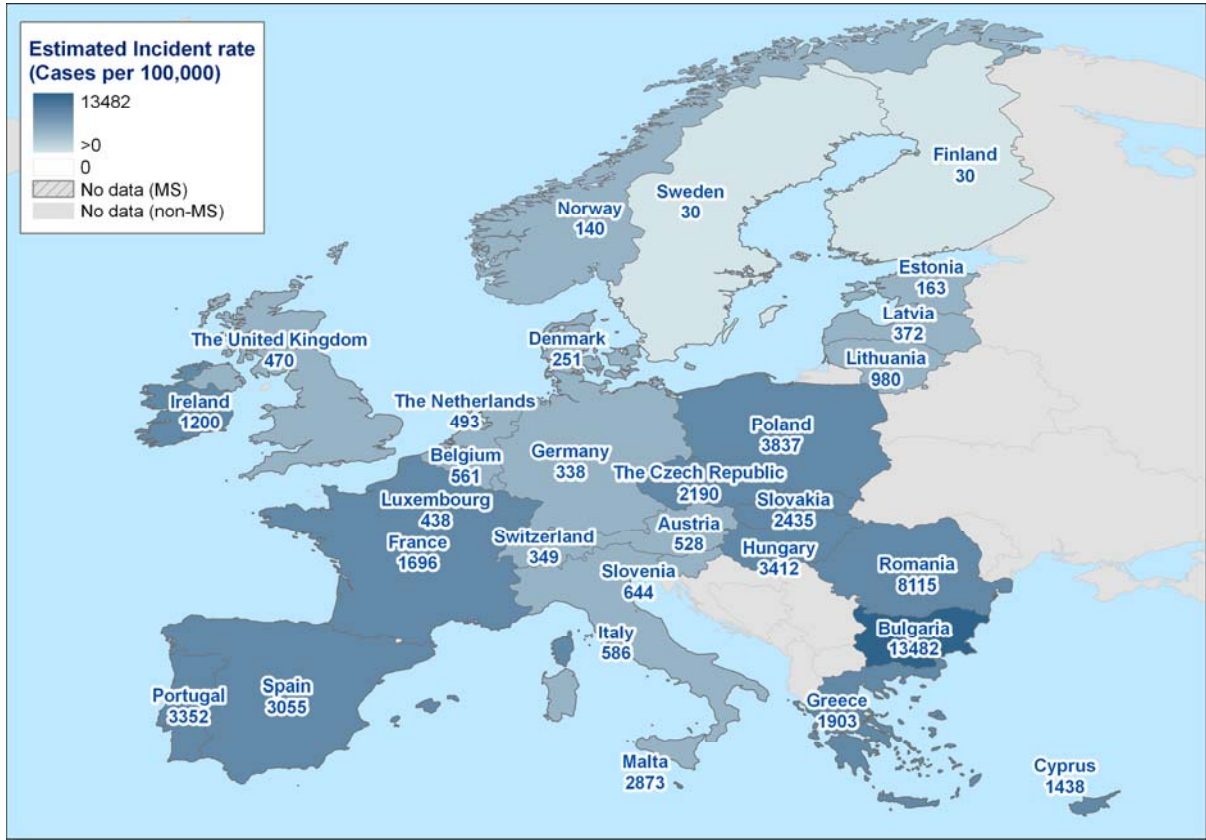 Estimated Incident rate
(Cases per 100,000)
13482
>0
0
No data (MS)
No data (non-MS)
Finland
30
Sweden
30
Norway
140
Estonia
163
Latvia
372
Lithuania
980
Denmark
251
The United Kingdom
470
Ireland
1200
The Netherlands
493
Belgium
561
Germany
338
Poland
3837
The Czech Republic
2190
Slovakia
2435
Luxembourg
438
France
1696
Switzerland
349
Austria
528
Hungary
3412
Slovenia
644
Romania
8115
Bulgaria
13482
Italy
586
Portugal
3352
Spain
3055
Greece
1903
Malta
2873
Cyprus
1438